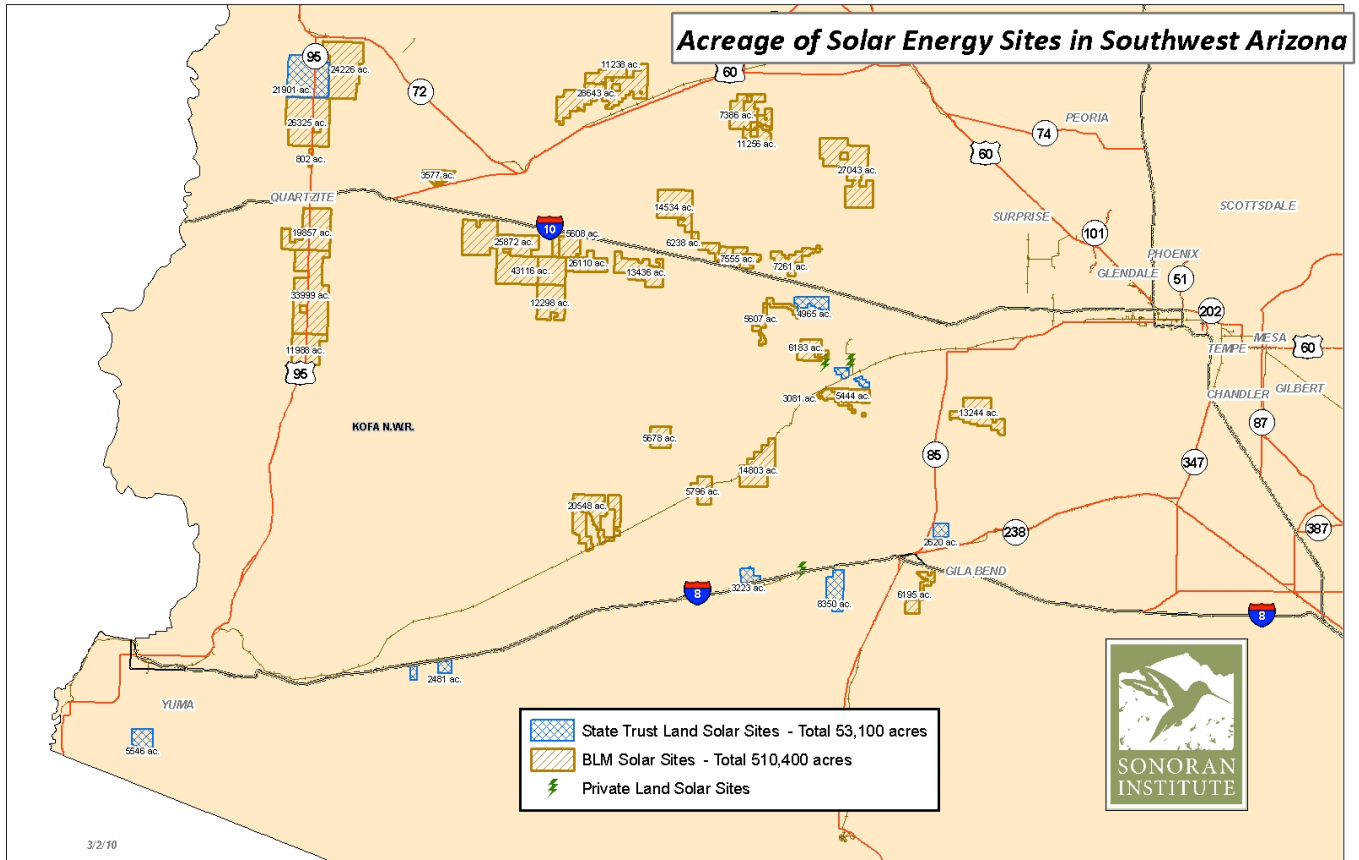 Acreage of Solar Energy Sites in Southwest Arizona
95
24226 ac.
21901 ac.
26325 ac.
802 ac.
72
11238 ac.
28643 ac.
60
7386 ac.
11256 ac.
27043 ac.
PEORIA
74
60
3577 ac.
QUARTZITE
19857 ac.
33999 ac.
11988 ac.
95
10
25872 ac.
5608 ac.
43116 ac.
26110 ac.
12298 ac.
13436 ac.
14534 ac.
6238 ac.
7555 ac.
7261 ac.
SURPRISE
SCOTTSDALE
101
PHOENIX
GLENDALE
51
202
MESA
TEMPE
60
CHANDLER
GILBERT
5607 ac.
4965 ac.
6183 ac.
3081 ac.
5444 ac.
13244 ac.
87
KOFA N.W.R.
5678 ac.
14803 ac.
5796 ac.
20548 ac.
85
347
387
238
2620 ac.
GILA BEND
3223 ac.
8350 ac.
6195 ac.
8
8
2481 ac.
YUMA
5546 ac.
State Trust Land Solar Sites - Total 53,100 acres
BLM Solar Sites - Total 510,400 acres
Private Land Solar Sites
SONORAN
INSTITUTE
3/2/10